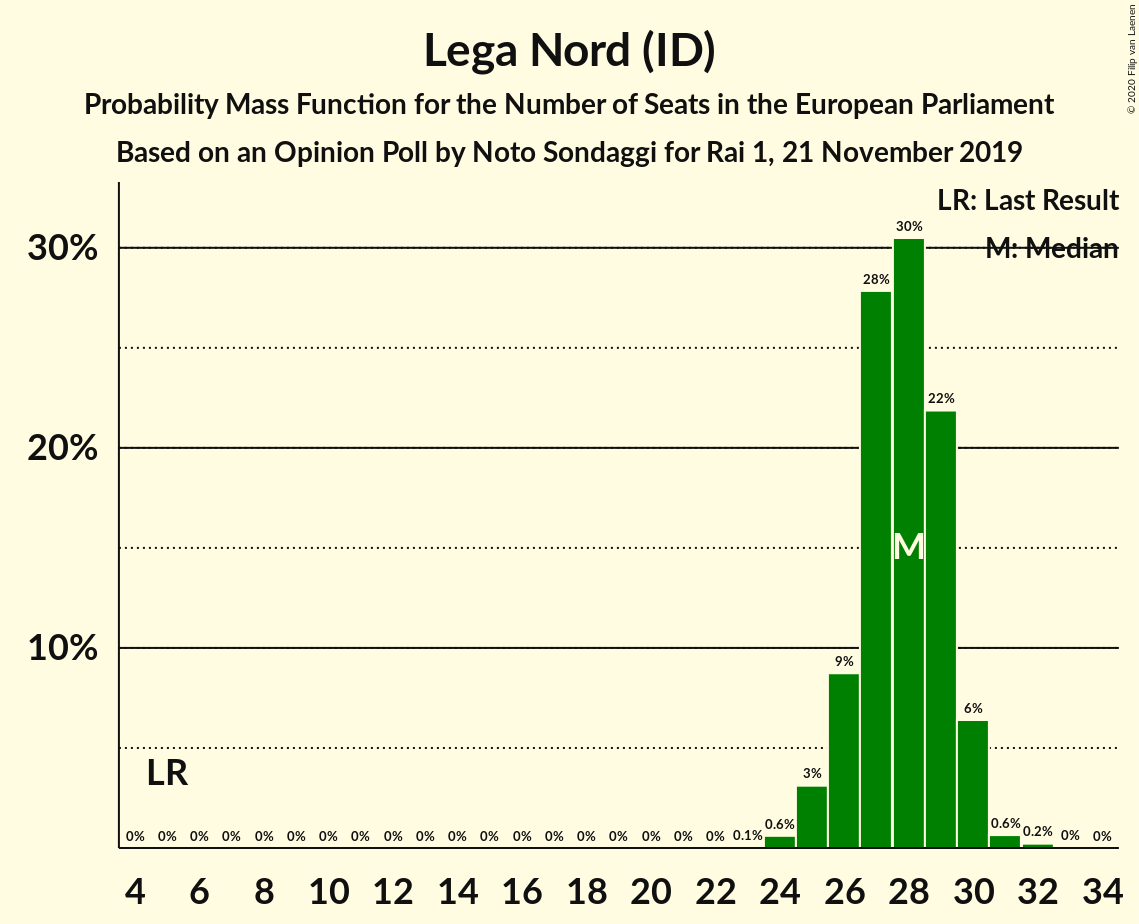 Lega Nord (ID)
Probability Mass Function for the Number of Seats in the European Parliament
Based on an Opinion Poll by Noto Sondaggi for Rai 1, 21 November 2019
© 2020 Filip van Laenen
LR: Last Result
M: Median
30%
20%
10%
LR
M
0% 0% 0% 0% 0% 0% 0% 0% 0% 0% 0% 0% 0% 0% 0% 0% 0% 0% 0% 0.1% 0.6% 3% 9% 28% 30% 22% 6% 0.6% 0.2% 0% 0%
4 6 8 10 12 14 16 18 20 22 24 26 28 30 32 34